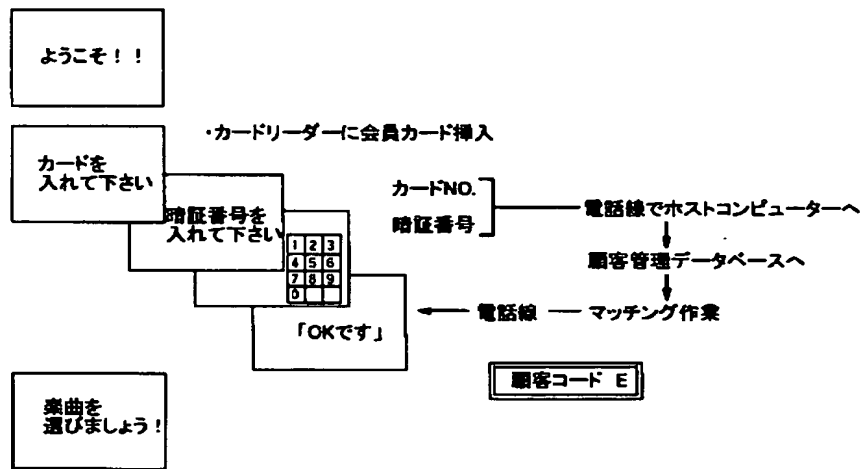 ようこそ！！
・カードリーダーに会員カード挿入
カードを
入れて下さい
暗証番号を
入れて下さい
1 2 3
4 5 6
7 8 9
0
カードNO.
暗証番号
電話線でホストコンピューターへ
顧客管理データベースへ
マッチング作業
電話線
「OKです」
顧客コード E
楽曲を
選びましょう！